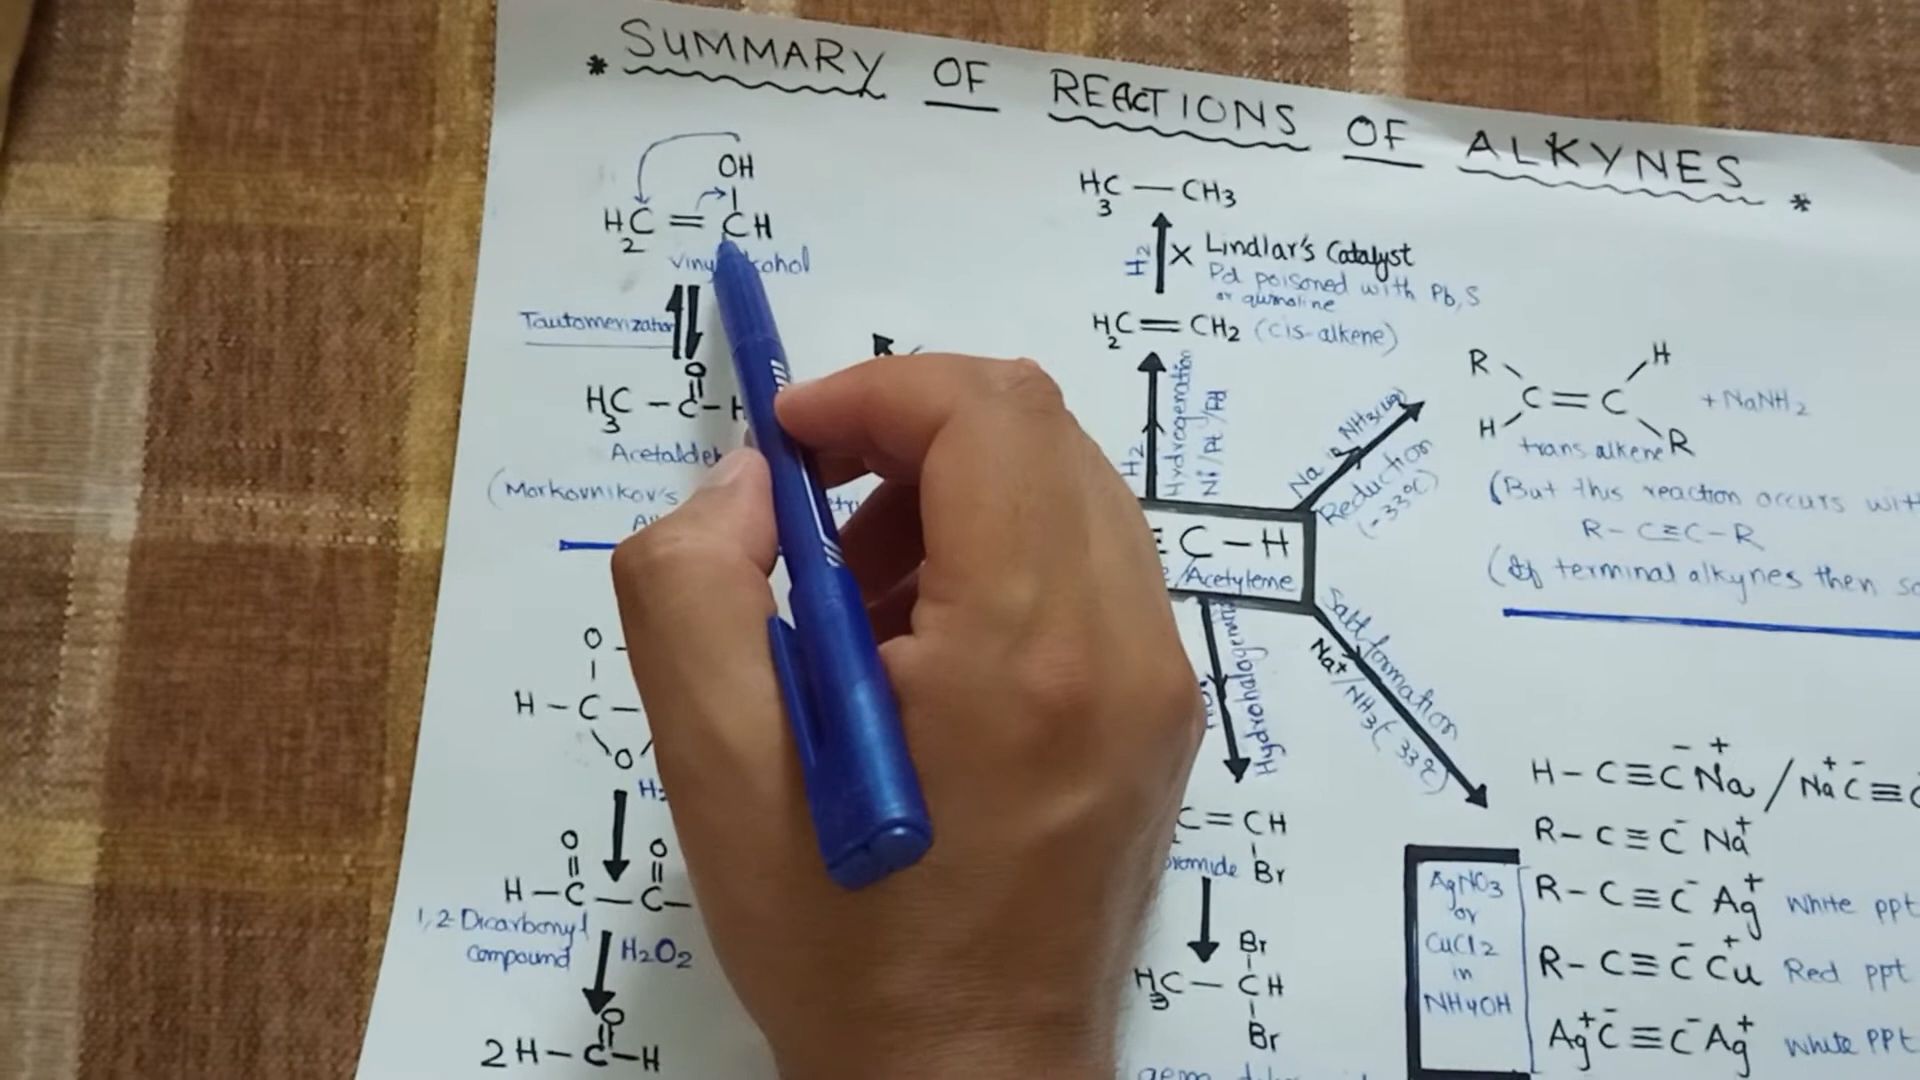 * SUMMARY OF REACTIONS OF ALKYNES *
OH
H2C = CH
Tautomerization
O
H3C - C - H
Acetaldeh
(Morkovnikov's
H3C — CH3
H2 X Lindlar's Catalyst
Pd poisoned with Pb, S
or quinoline
H2C = CH2 (cis-alkene)
H2 Hydrogenation
Ni/Pt/Pd
Na in NH3(liq)
Reduction
(-33°C)
R H
C = C + NaNH2
H R
trans alkene
(But this reaction occurs with
R - C≡C - R
(If terminal alkynes then
≡ C - H
/Acetylene
O
H - C -
O
O O
H - C — C -
1,2-Dicarbonyl
compound
H2O2
O
2H - C - H
Hydrohalogenation
C = CH
Br
bromide
Br
H3C — CH
Br
Salt formation
Na+/NH3(-33°C)
H - C≡C⁻ Na⁺ / Na⁺ C⁻≡
R - C≡C⁻ Na⁺
AgNO3
or
CuCl2
in
NH4OH
R - C≡C⁻ Ag⁺ White ppt
R - C≡C⁻ Cu⁺ Red ppt
Ag⁺C⁻≡C⁻Ag⁺ White PPt